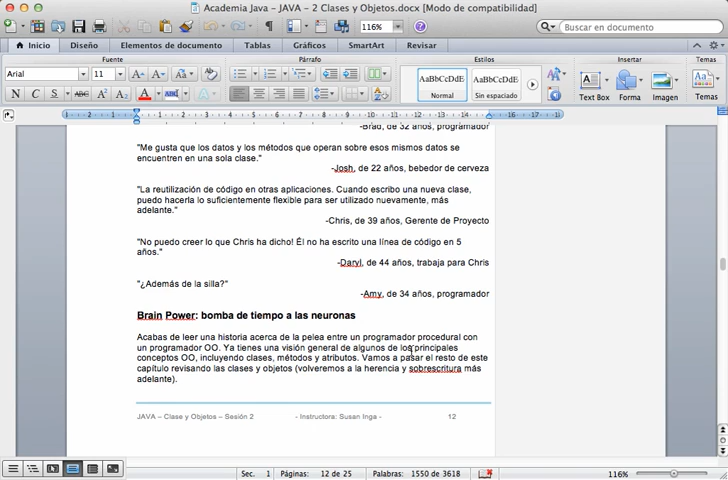 Academia Java - JAVA - 2 Clases y Objetos.docx [Modo de compatibilidad]
116%
Buscar en documento
Inicio
Diseño
Elementos de documento
Tablas
Gráficos
SmartArt
Revisar
Fuente
Párrafo
Estilos
Insertar
Temas
Arial
11
AaBbCcDdE
Normal
AaBbCcDdE
Sin espaciado
Text Box
Forma
Imagen
Temas
N C S ABC A² A₂
-Brad, de 32 años, programador
"Me gusta que los datos y los métodos que operan sobre esos mismos datos se
encuentren en una sola clase."
-Josh, de 22 años, bebedor de cerveza
"La reutilización de código en otras aplicaciones. Cuando escribo una nueva clase,
puedo hacerla lo suficientemente flexible para ser utilizado nuevamente, más
adelante."
-Chris, de 39 años, Gerente de Proyecto
"No puedo creer lo que Chris ha dicho! Él no ha escrito una línea de código en 5
años."
-Daryl, de 44 años, trabaja para Chris
"¿Además de la silla?"
-Amy, de 34 años, programador
Brain Power: bomba de tiempo a las neuronas
Acabas de leer una historia acerca de la pelea entre un programador procedural con
un programador OO. Ya tienes una visión general de algunos de los principales
conceptos OO, incluyendo clases, métodos y atributos. Vamos a pasar el resto de este
capítulo revisando las clases y objetos (volveremos a la herencia y sobrescritura más
adelante).
JAVA – Clase y Objetos – Sesión 2 - Instructora: Susan Inga - 12
Sec. 1 Páginas: 12 de 25 Palabras: 1550 de 3618 116%